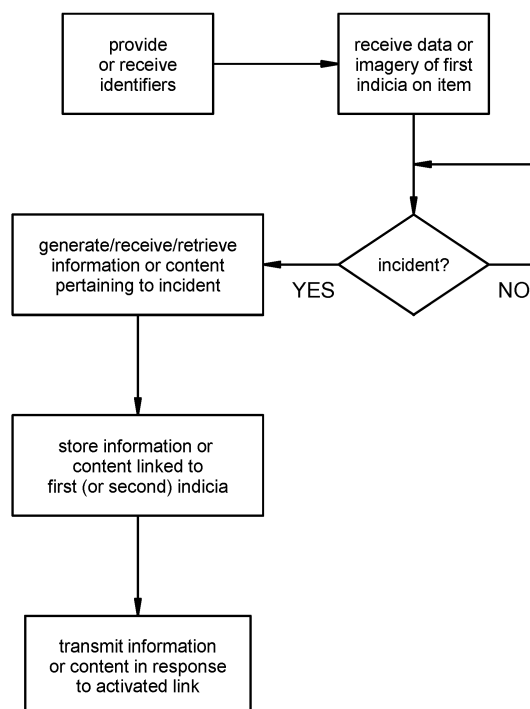 provide
or receive
identifiers
receive data or
imagery of first
indicia on item
generate/receive/retrieve
information or content
pertaining to incident
incident?
YES
NO
store information or
content linked to
first (or second) indicia
transmit information
or content in response
to activated link